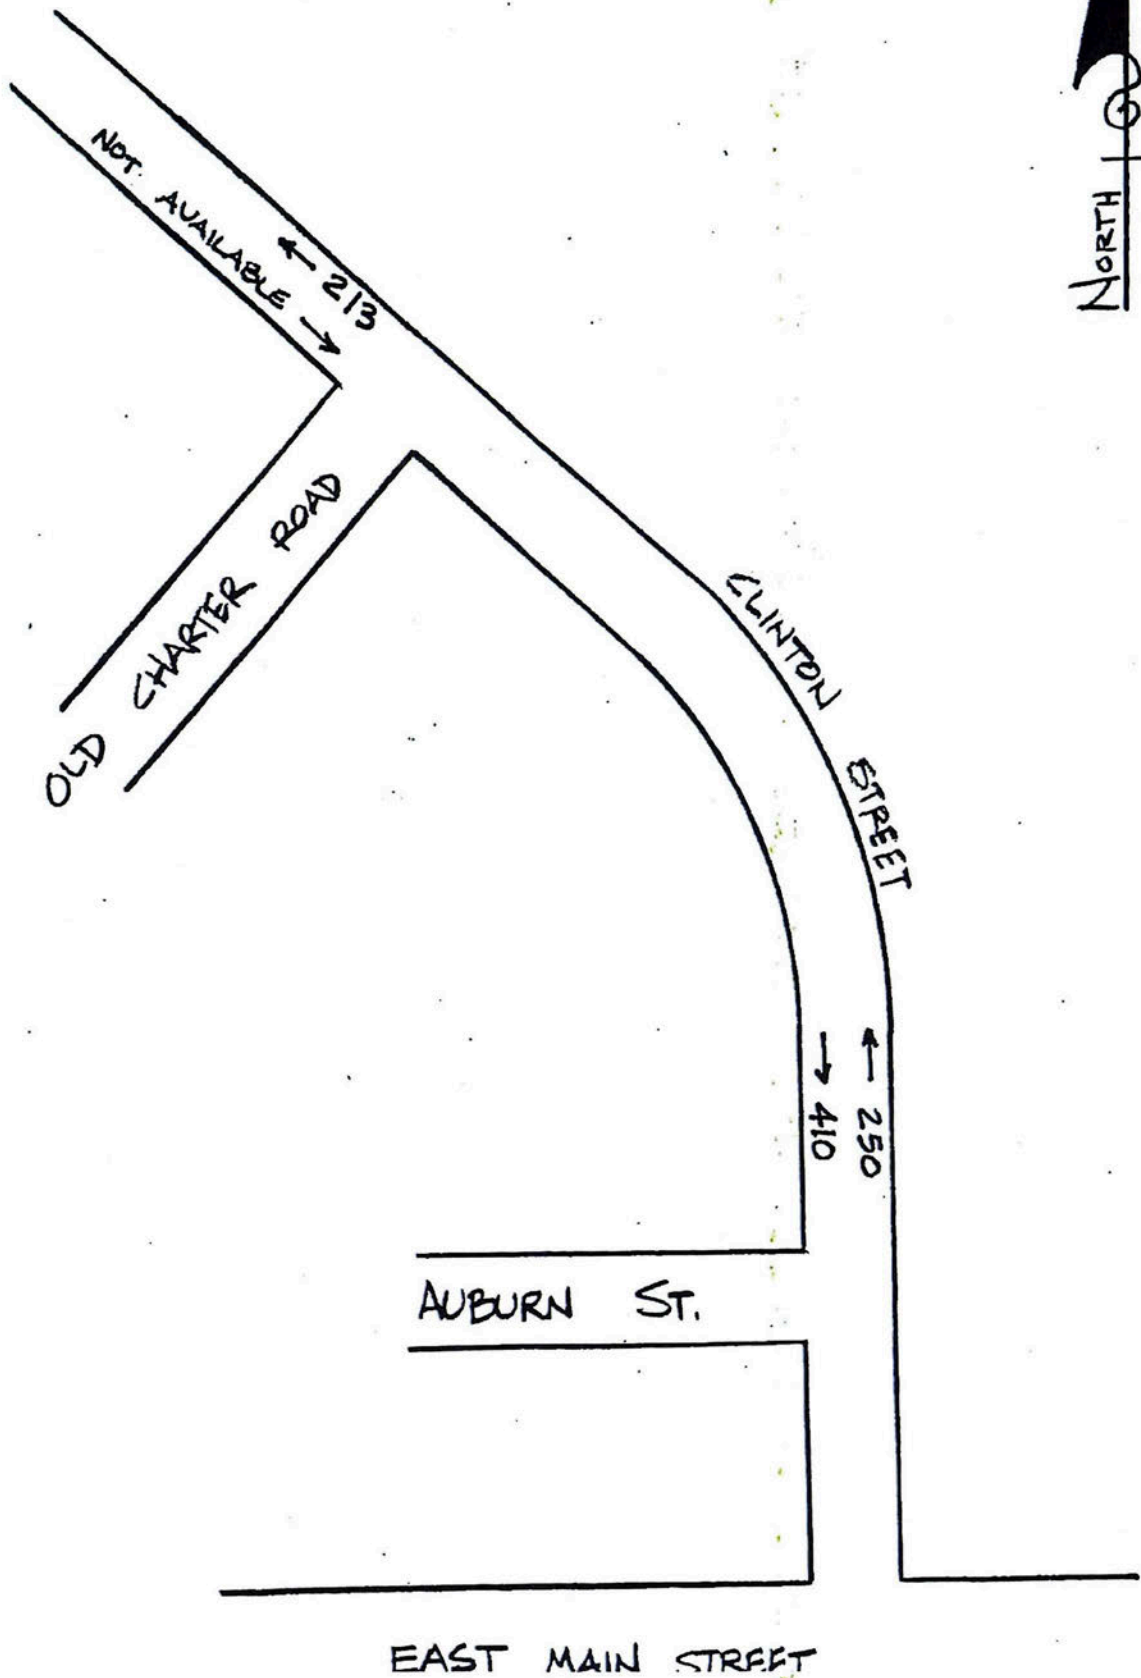 NORTH
NOT. AVAILABLE →
← 213
OLD CHARTER ROAD
CLINTON STREET
← 250
→ 410
AUBURN ST.
EAST MAIN STREET